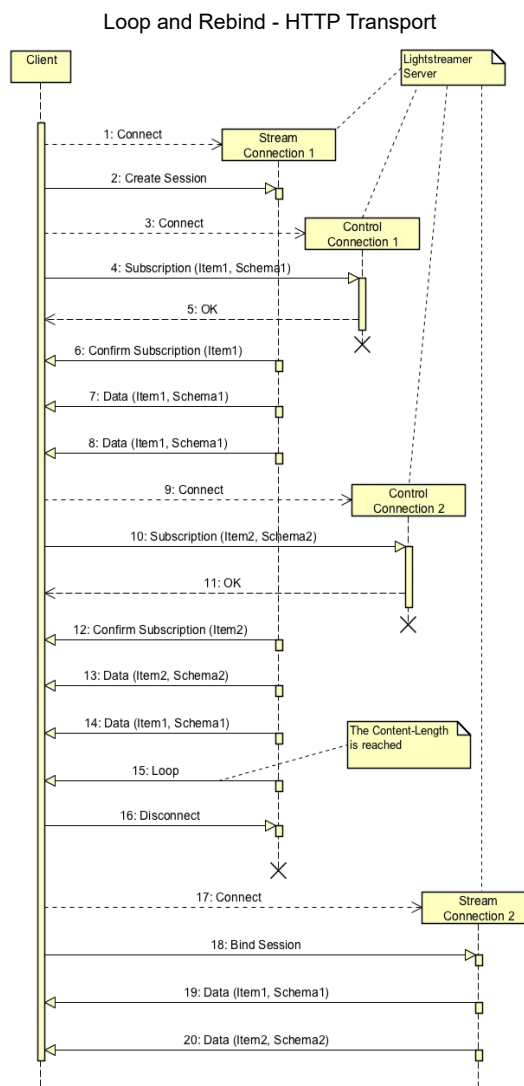 Loop and Rebind - HTTP Transport
Client
Lightstreamer
Server
1: Connect
Stream
Connection 1
2: Create Session
3: Connect
Control
Connection 1
4: Subscription (Item1, Schema1)
5: OK
6: Confirm Subscription (Item1)
7: Data (Item1, Schema1)
8: Data (Item1, Schema1)
9: Connect
Control
Connection 2
10: Subscription (Item2, Schema2)
11: OK
12: Confirm Subscription (Item2)
13: Data (Item2, Schema2)
14: Data (Item1, Schema1)
The Content-Length
is reached
15: Loop
16: Disconnect
17: Connect
Stream
Connection 2
18: Bind Session
19: Data (Item1, Schema1)
20: Data (Item2, Schema2)